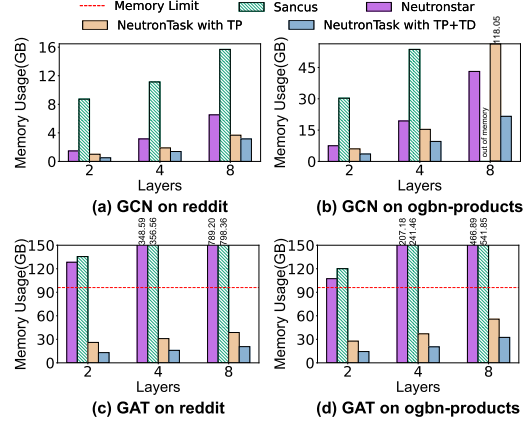 Memory Limit Sancus Neutronstar
NeutronTask with TP NeutronTask with TP+TD
Memory Usage(GB)
16
12
8
4
0
2 4 8
Layers
(a) GCN on reddit
Memory Usage(GB)
45
30
15
0
out of memory
118.05
2 4 8
Layers
(b) GCN on ogbn-products
Memory Usage(GB)
150
120
90
60
30
0
348.59
356.56
789.20
798.36
2 4 8
Layers
(c) GAT on reddit
Memory Usage(GB)
150
120
90
60
30
0
207.18
241.46
466.89
541.85
2 4 8
Layers
(d) GAT on ogbn-products